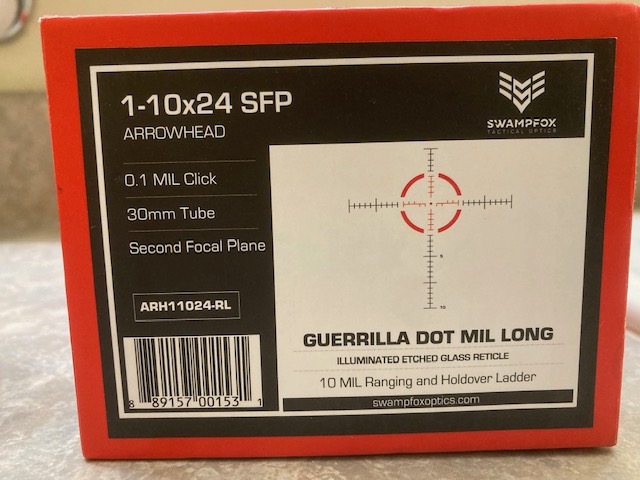 1-10x24 SFP
ARROWHEAD
SWAMPFOX
TACTICAL OPTICS
0.1 MIL Click
30mm Tube
Second Focal Plane
5
10
ARH11024-RL
GUERRILLA DOT MIL LONG
ILLUMINATED ETCHED GLASS RETICLE
10 MIL Ranging and Holdover Ladder
swampfoxoptics.com
8 89157 00153 1